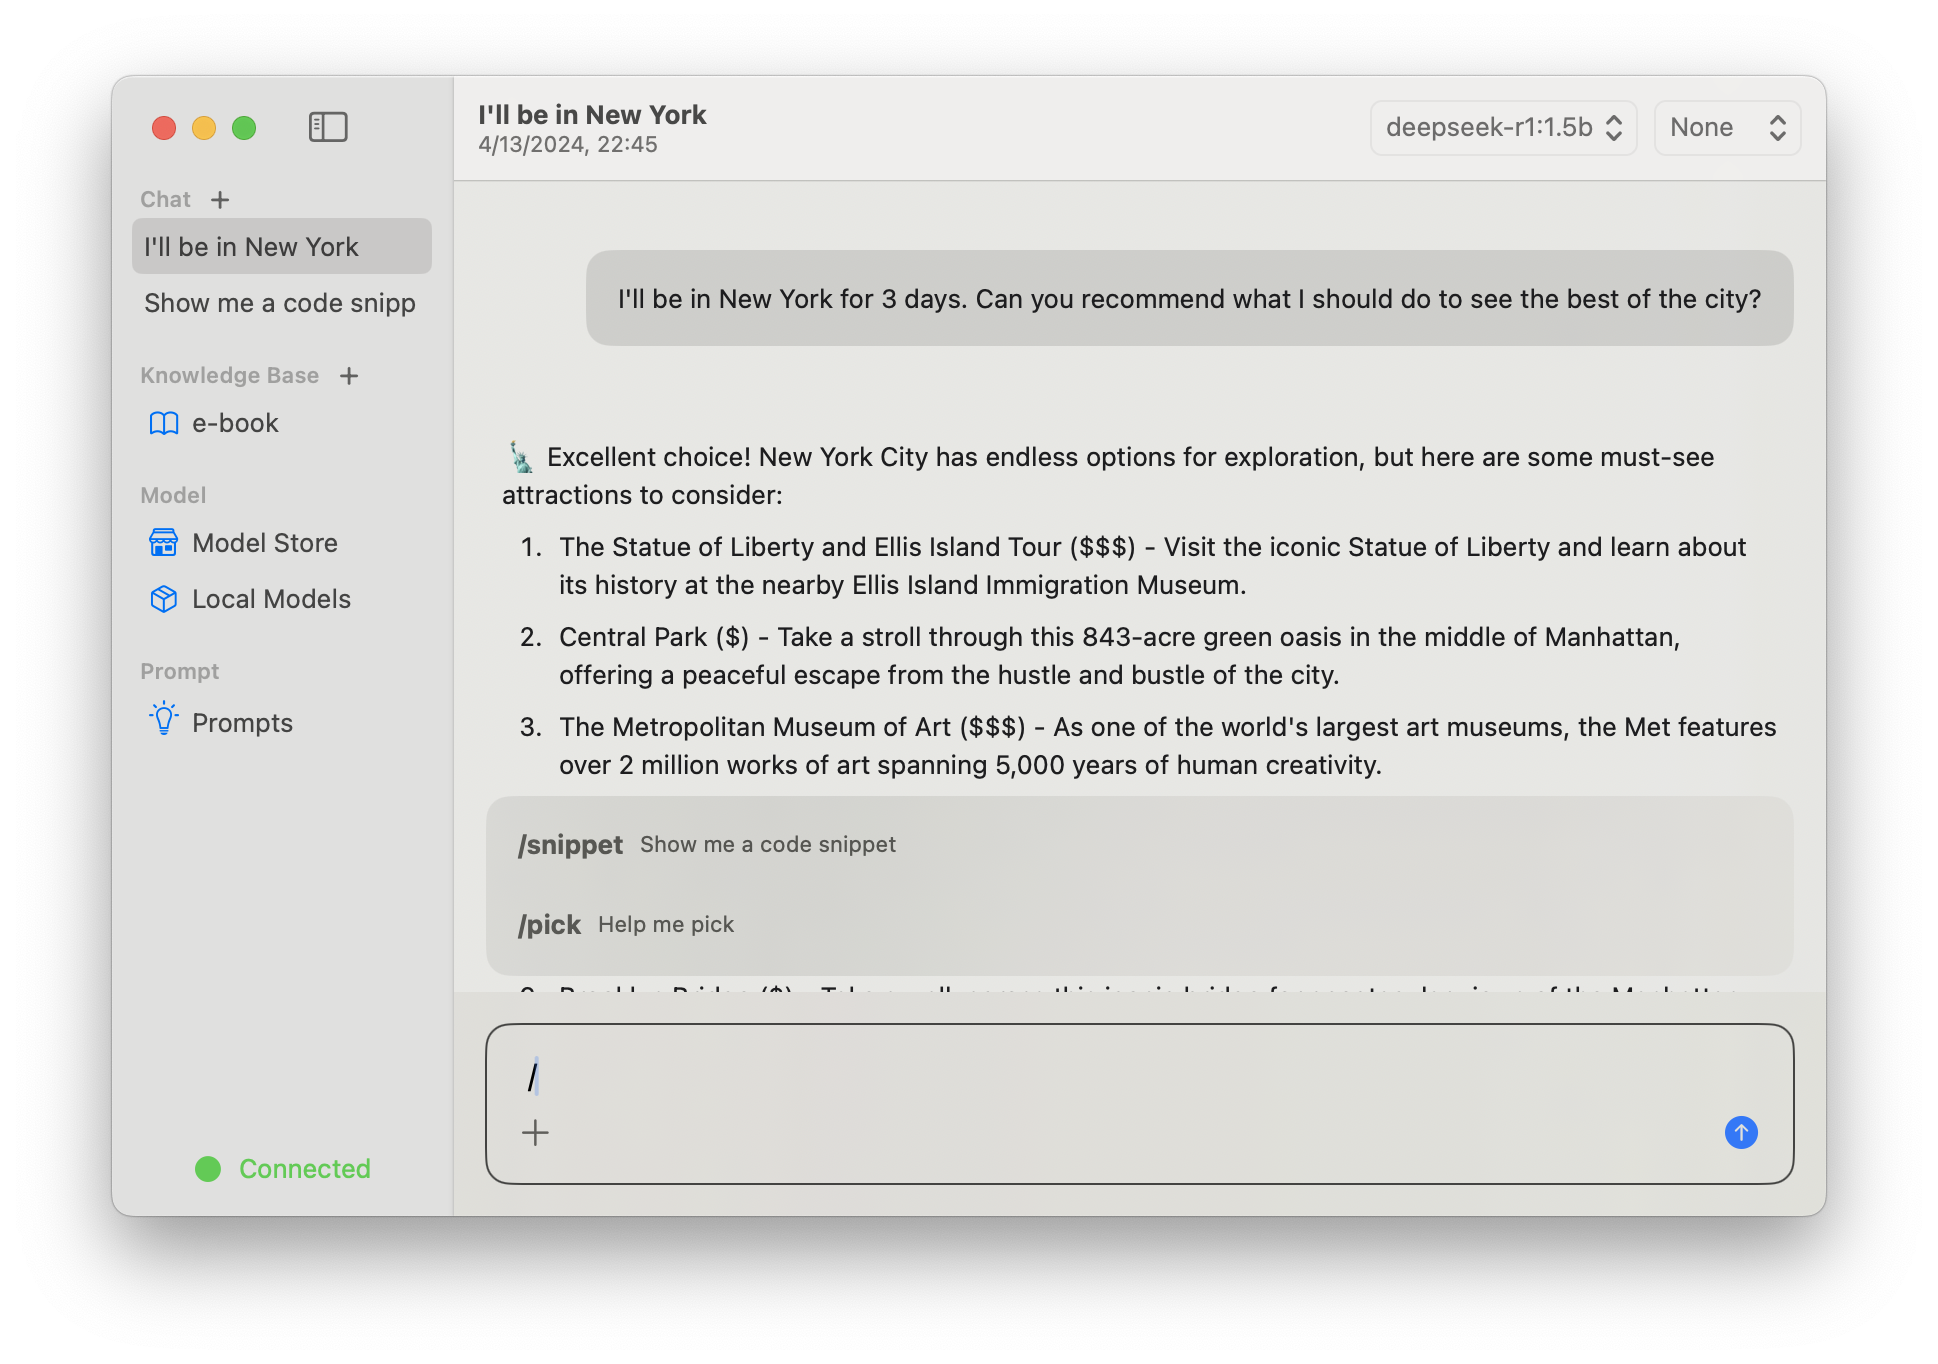 Chat +
I'll be in New York
Show me a code snipp
Knowledge Base +
e-book
Model
Model Store
Local Models
Prompt
Prompts
Connected
I'll be in New York
4/13/2024, 22:45
deepseek-r1:1.5b
None
I'll be in New York for 3 days. Can you recommend what I should do to see the best of the city?
🗽 Excellent choice! New York City has endless options for exploration, but here are some must-see
attractions to consider:
1. The Statue of Liberty and Ellis Island Tour ($$$) - Visit the iconic Statue of Liberty and learn about
its history at the nearby Ellis Island Immigration Museum.
2. Central Park ($) - Take a stroll through this 843-acre green oasis in the middle of Manhattan,
offering a peaceful escape from the hustle and bustle of the city.
3. The Metropolitan Museum of Art ($$$) - As one of the world's largest art museums, the Met features
over 2 million works of art spanning 5,000 years of human creativity.
/snippet Show me a code snippet
/pick Help me pick
/